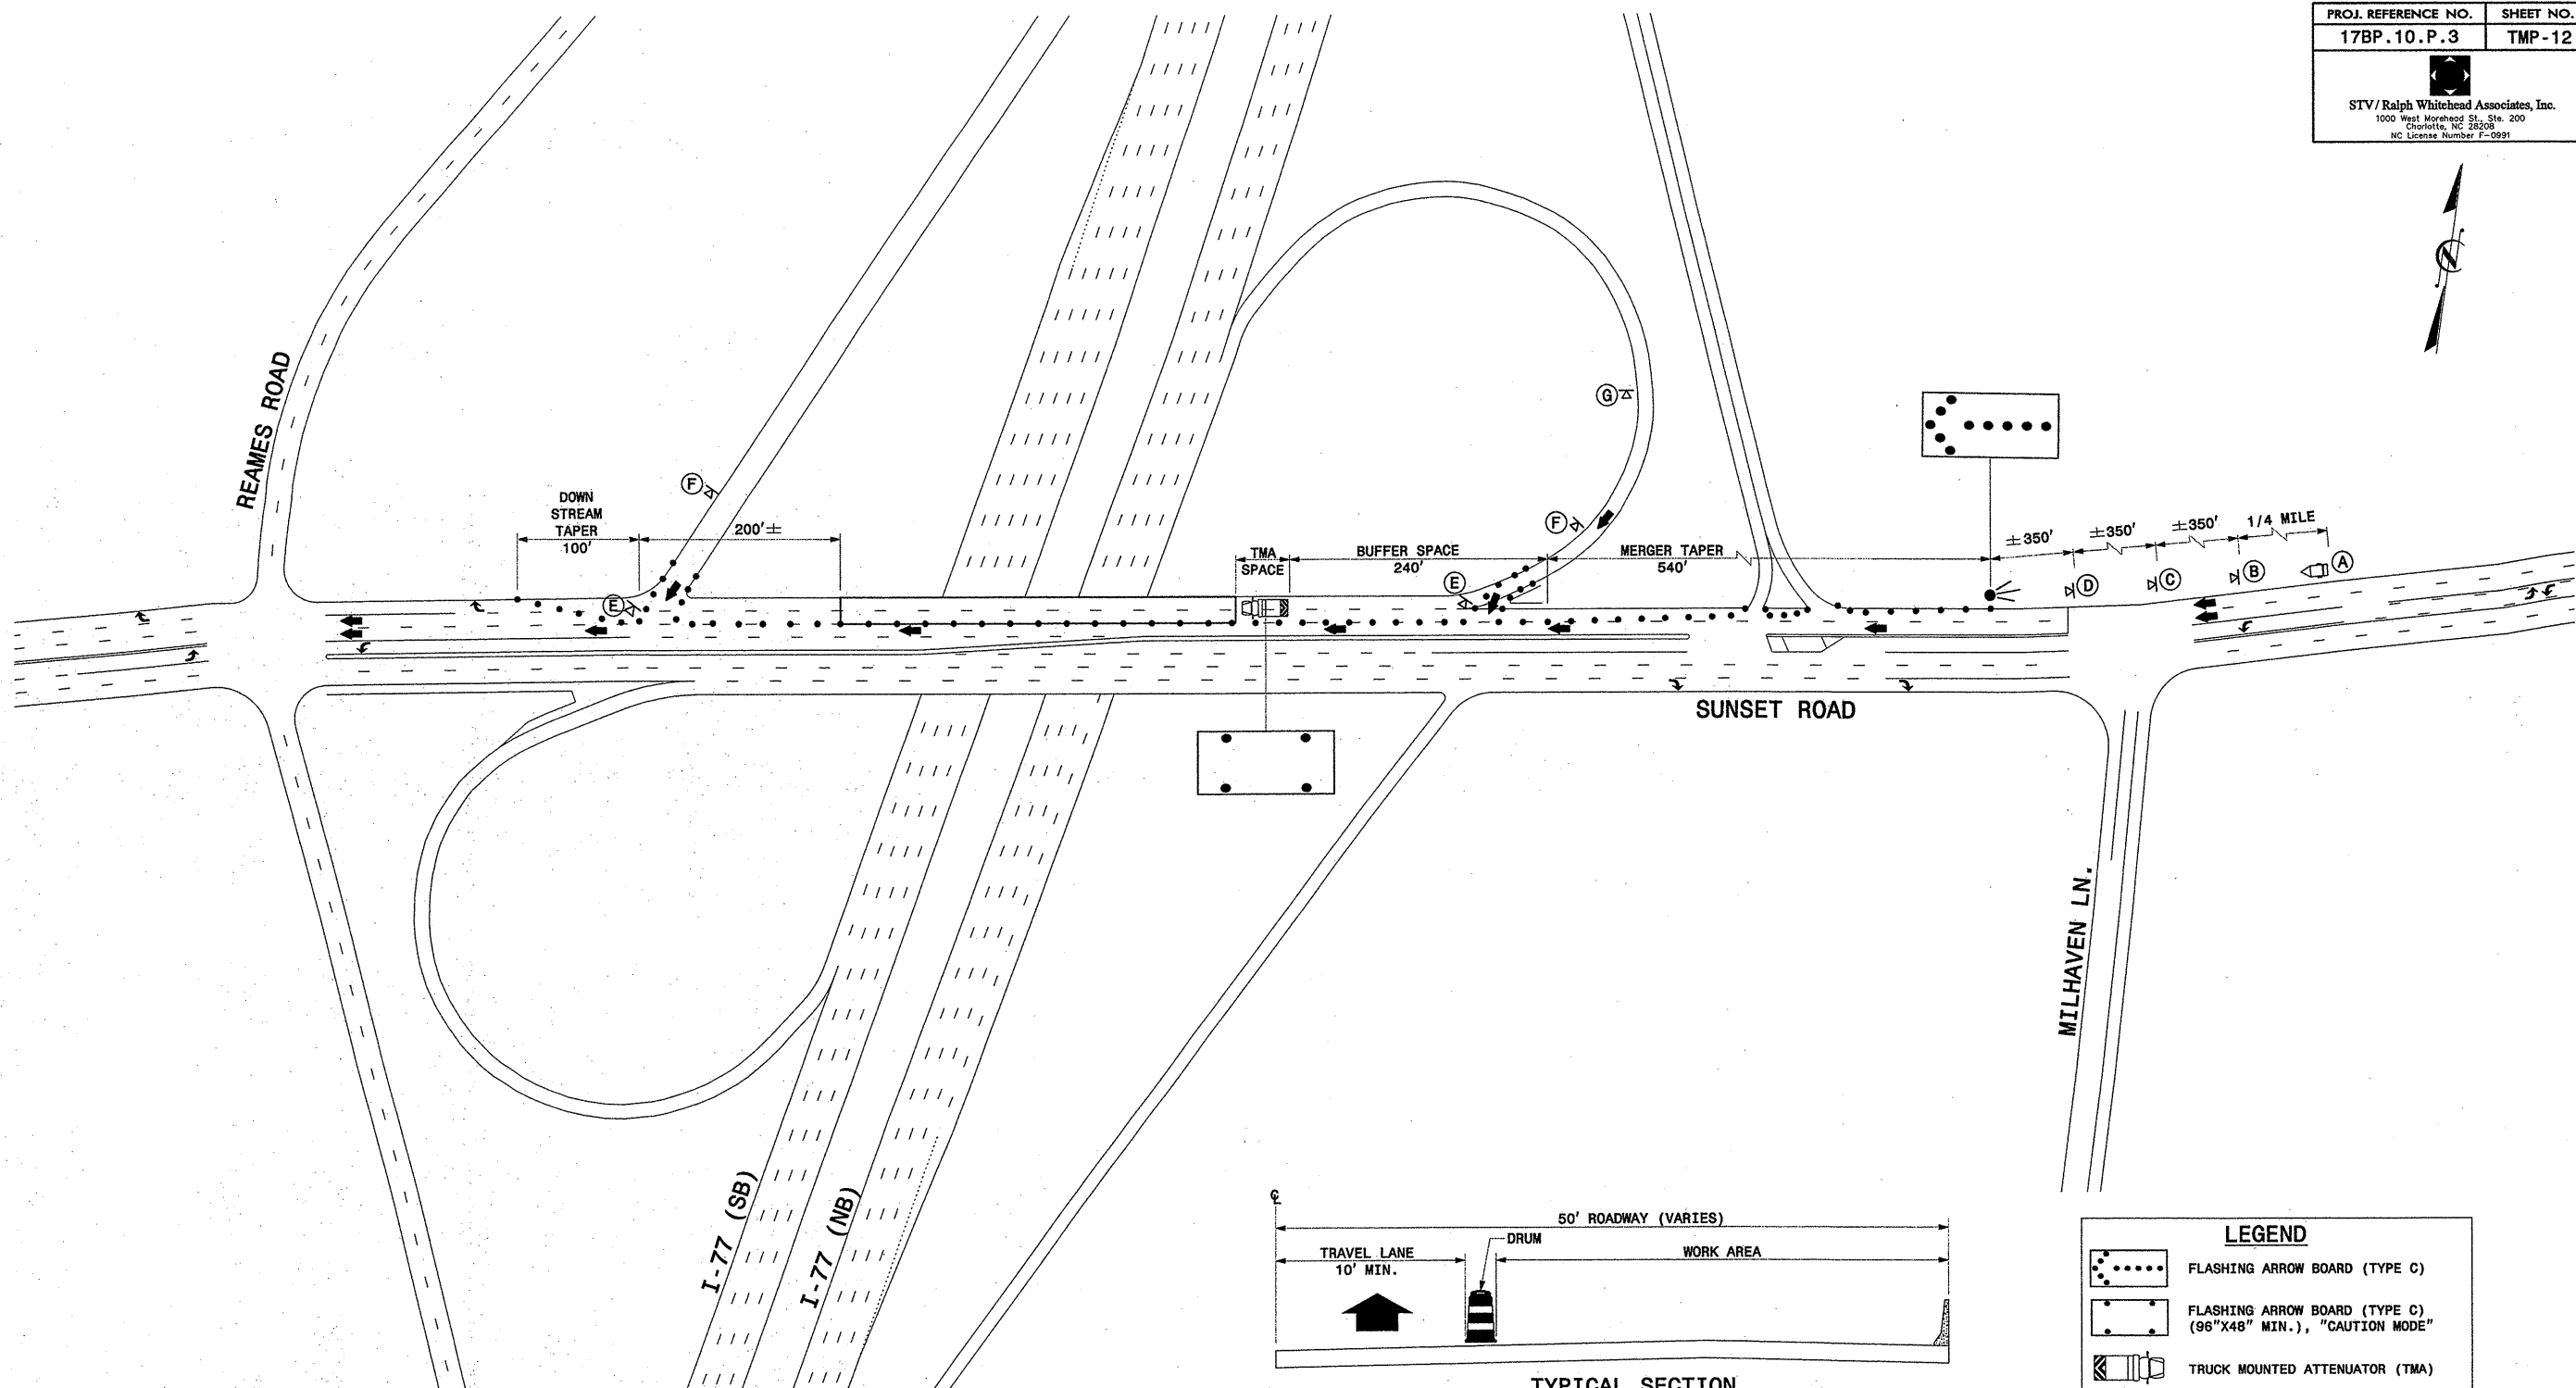 PROJ. REFERENCE NO. SHEET NO.
17BP.10.P.3 TMP-12
STV/Ralph Whitehead Associates, Inc.
1000 West Morehead St., Ste. 200
Charlotte, NC 28208
NC License Number F-0991
N
REAMES ROAD
DOWN
STREAM
TAPER
100'
200'±
F
E
TMA
SPACE
BUFFER SPACE
240'
MERGER TAPER
540'
G
F
E
±350'
±350'
±350'
1/4 MILE
D
C
B
A
SUNSET ROAD
MILHAVEN LN.
I-77 (SB)
I-77 (NB)
℄
50' ROADWAY (VARIES)
DRUM
TRAVEL LANE
10' MIN.
WORK AREA
TYPICAL SECTION
LEGEND
FLASHING ARROW BOARD (TYPE C)
FLASHING ARROW BOARD (TYPE C)
(96"X48" MIN.), "CAUTION MODE"
TRUCK MOUNTED ATTENUATOR (TMA)